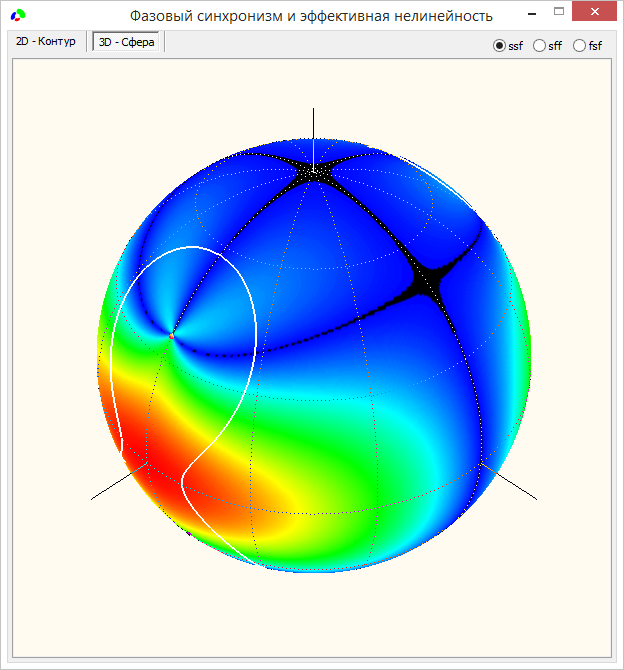 Фазовый синхронизм и эффективная нелинейность
2D - Контур
3D - Сфера
ssf
sff
fsf